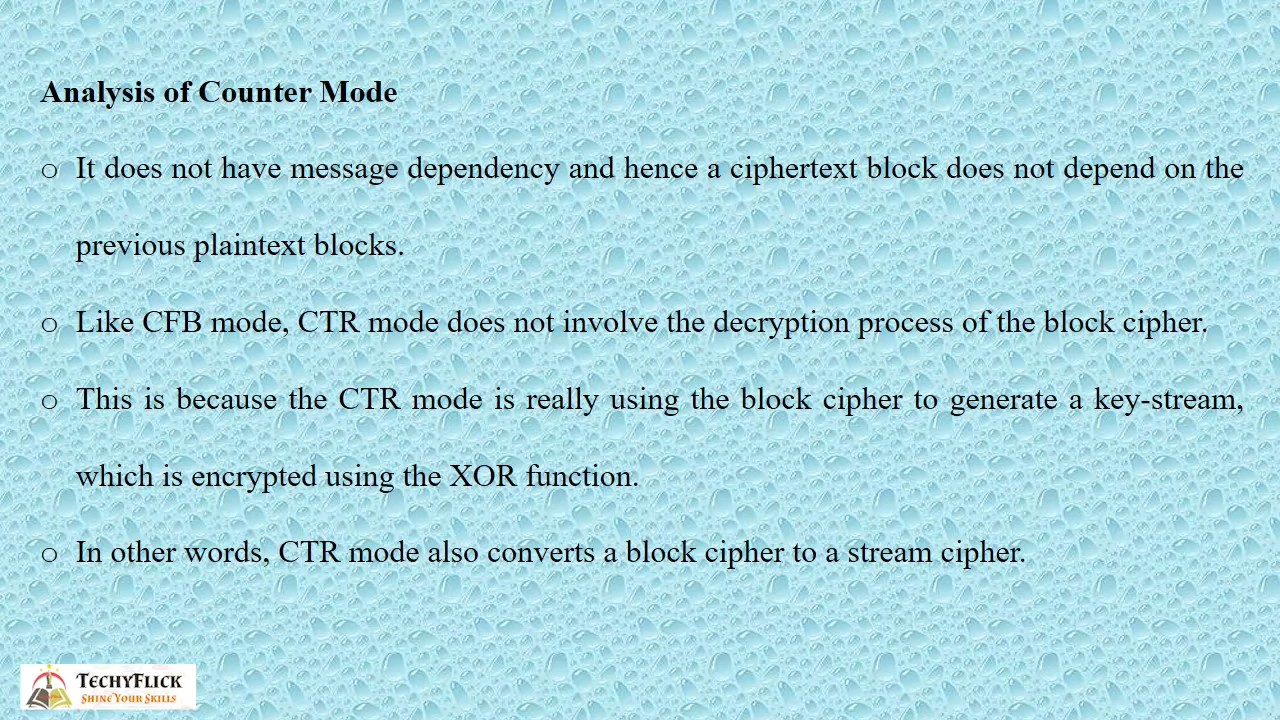 Analysis of Counter Mode
o It does not have message dependency and hence a ciphertext block does not depend on the
previous plaintext blocks.
o Like CFB mode, CTR mode does not involve the decryption process of the block cipher.
o This is because the CTR mode is really using the block cipher to generate a key-stream,
which is encrypted using the XOR function.
o In other words, CTR mode also converts a block cipher to a stream cipher.
TECHYFLICK
SHINE YOUR SKILLS